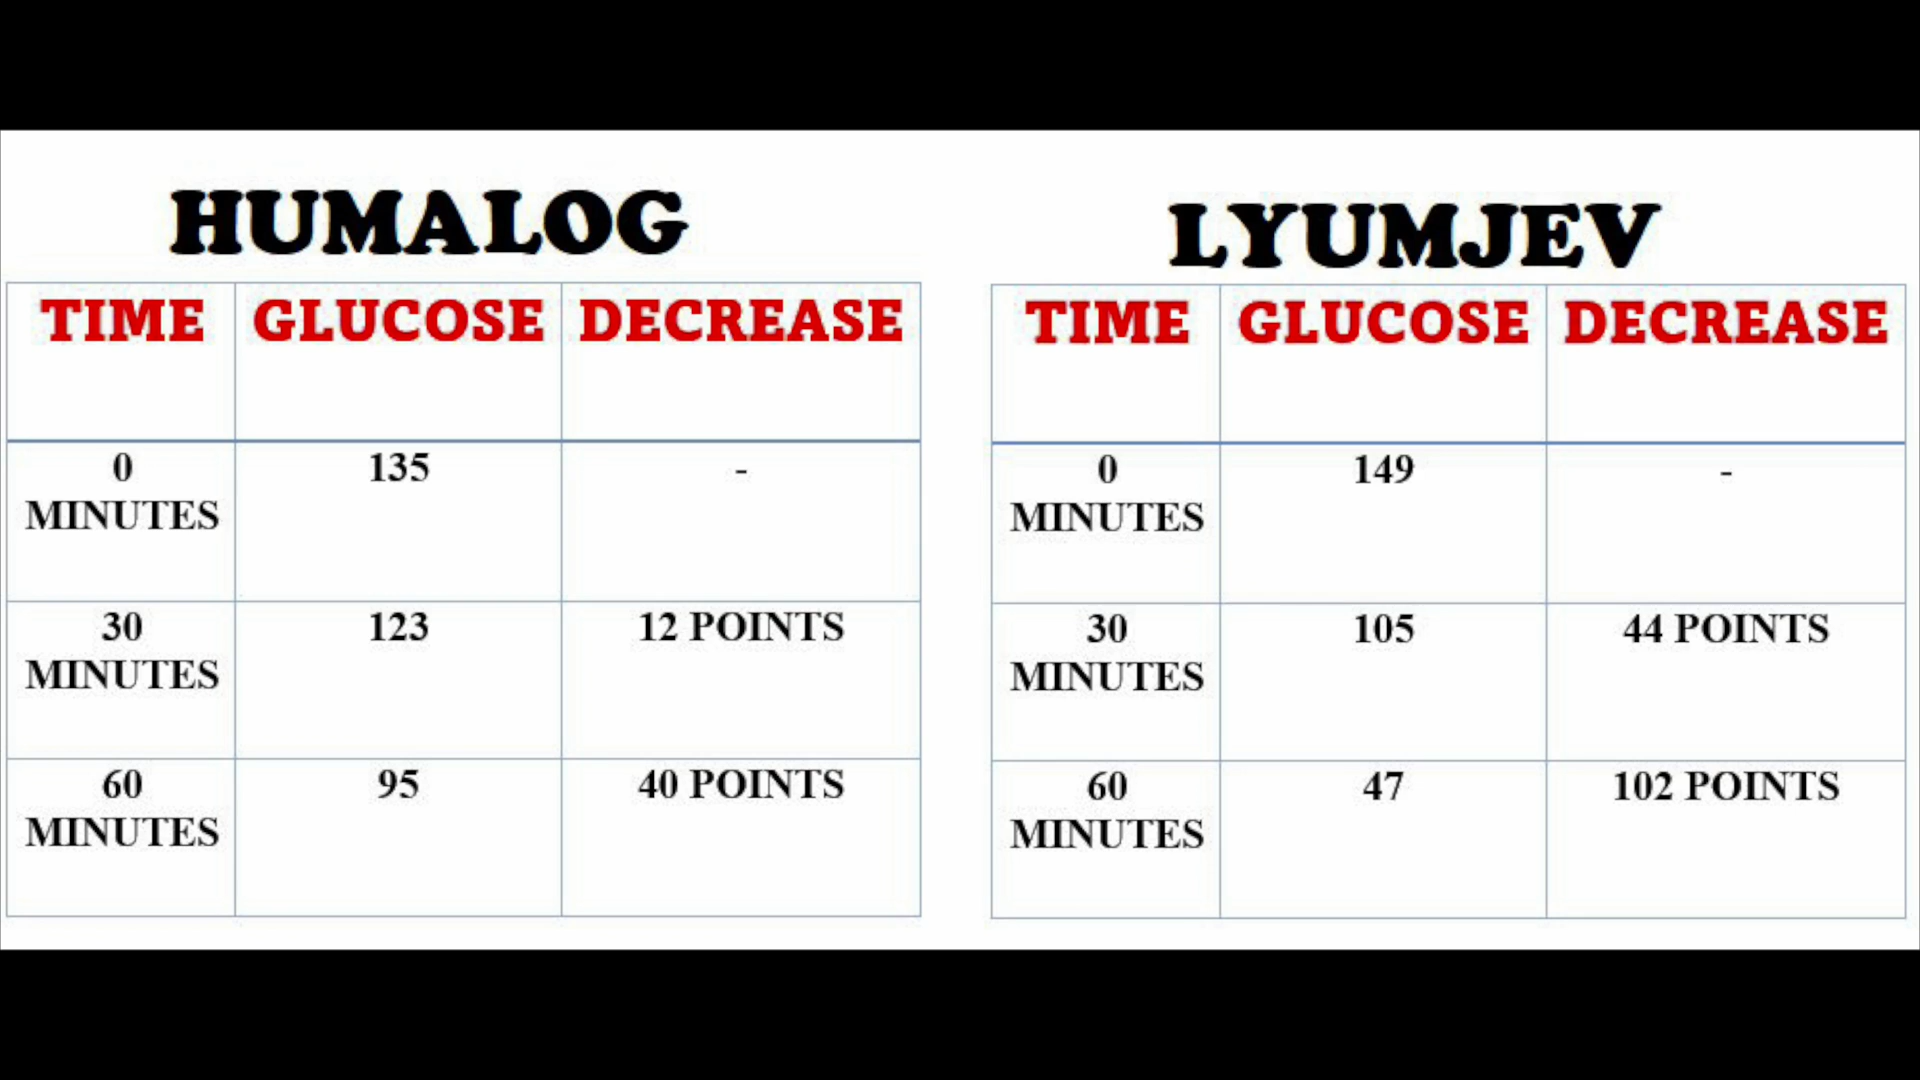 HUMALOG
TIME GLUCOSE DECREASE
0 MINUTES 135 -
30 MINUTES 123 12 POINTS
60 MINUTES 95 40 POINTS
LYUMJEV
TIME GLUCOSE DECREASE
0 MINUTES 149 -
30 MINUTES 105 44 POINTS
60 MINUTES 47 102 POINTS